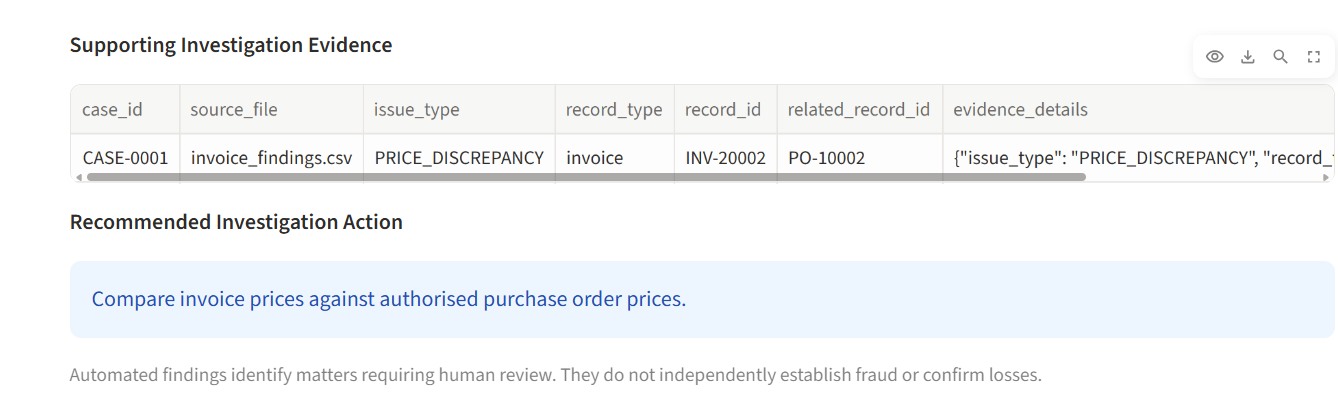 Supporting Investigation Evidence
case_id source_file issue_type record_type record_id related_record_id evidence_details
CASE-0001 invoice_findings.csv PRICE_DISCREPANCY invoice INV-20002 PO-10002 {"issue_type": "PRICE_DISCREPANCY", "record_
Recommended Investigation Action
Compare invoice prices against authorised purchase order prices.
Automated findings identify matters requiring human review. They do not independently establish fraud or confirm losses.